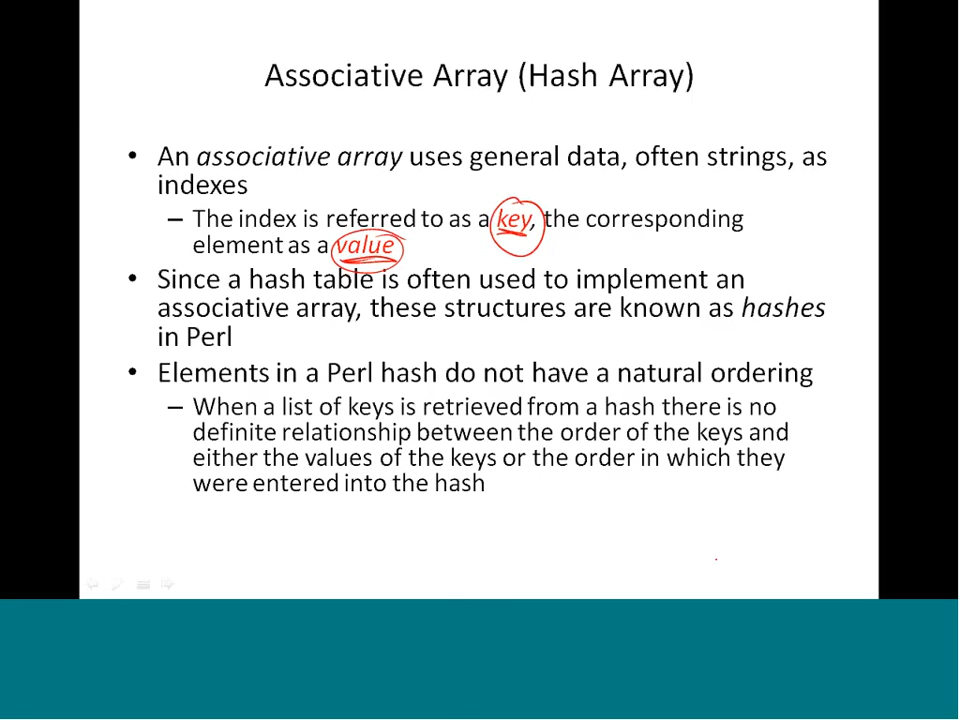 Associative Array (Hash Array)
• An associative array uses general data, often strings, as
indexes
– The index is referred to as a key, the corresponding
element as a value
• Since a hash table is often used to implement an
associative array, these structures are known as hashes
in Perl
• Elements in a Perl hash do not have a natural ordering
– When a list of keys is retrieved from a hash there is no
definite relationship between the order of the keys and
either the values of the keys or the order in which they
were entered into the hash